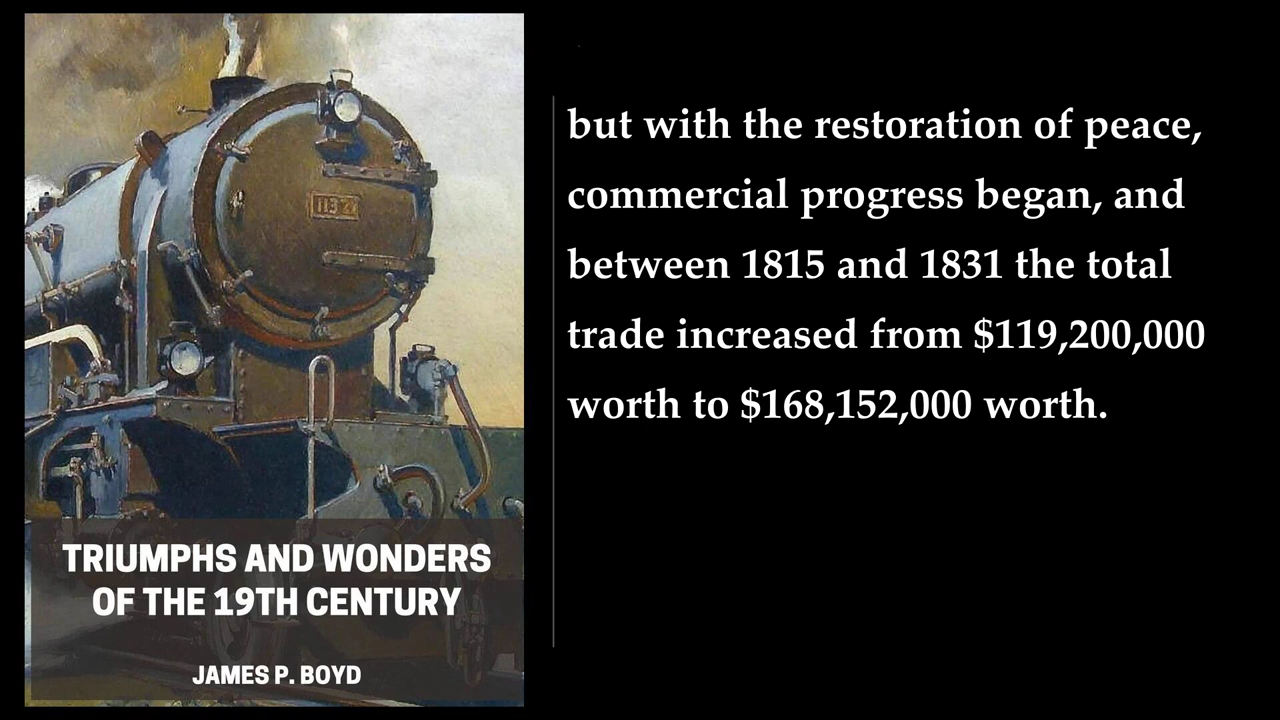 but with the restoration of peace,
commercial progress began, and
between 1815 and 1831 the total
trade increased from $119,200,000
worth to $168,152,000 worth.
TRIUMPHS AND WONDERS
OF THE 19TH CENTURY
JAMES P. BOYD